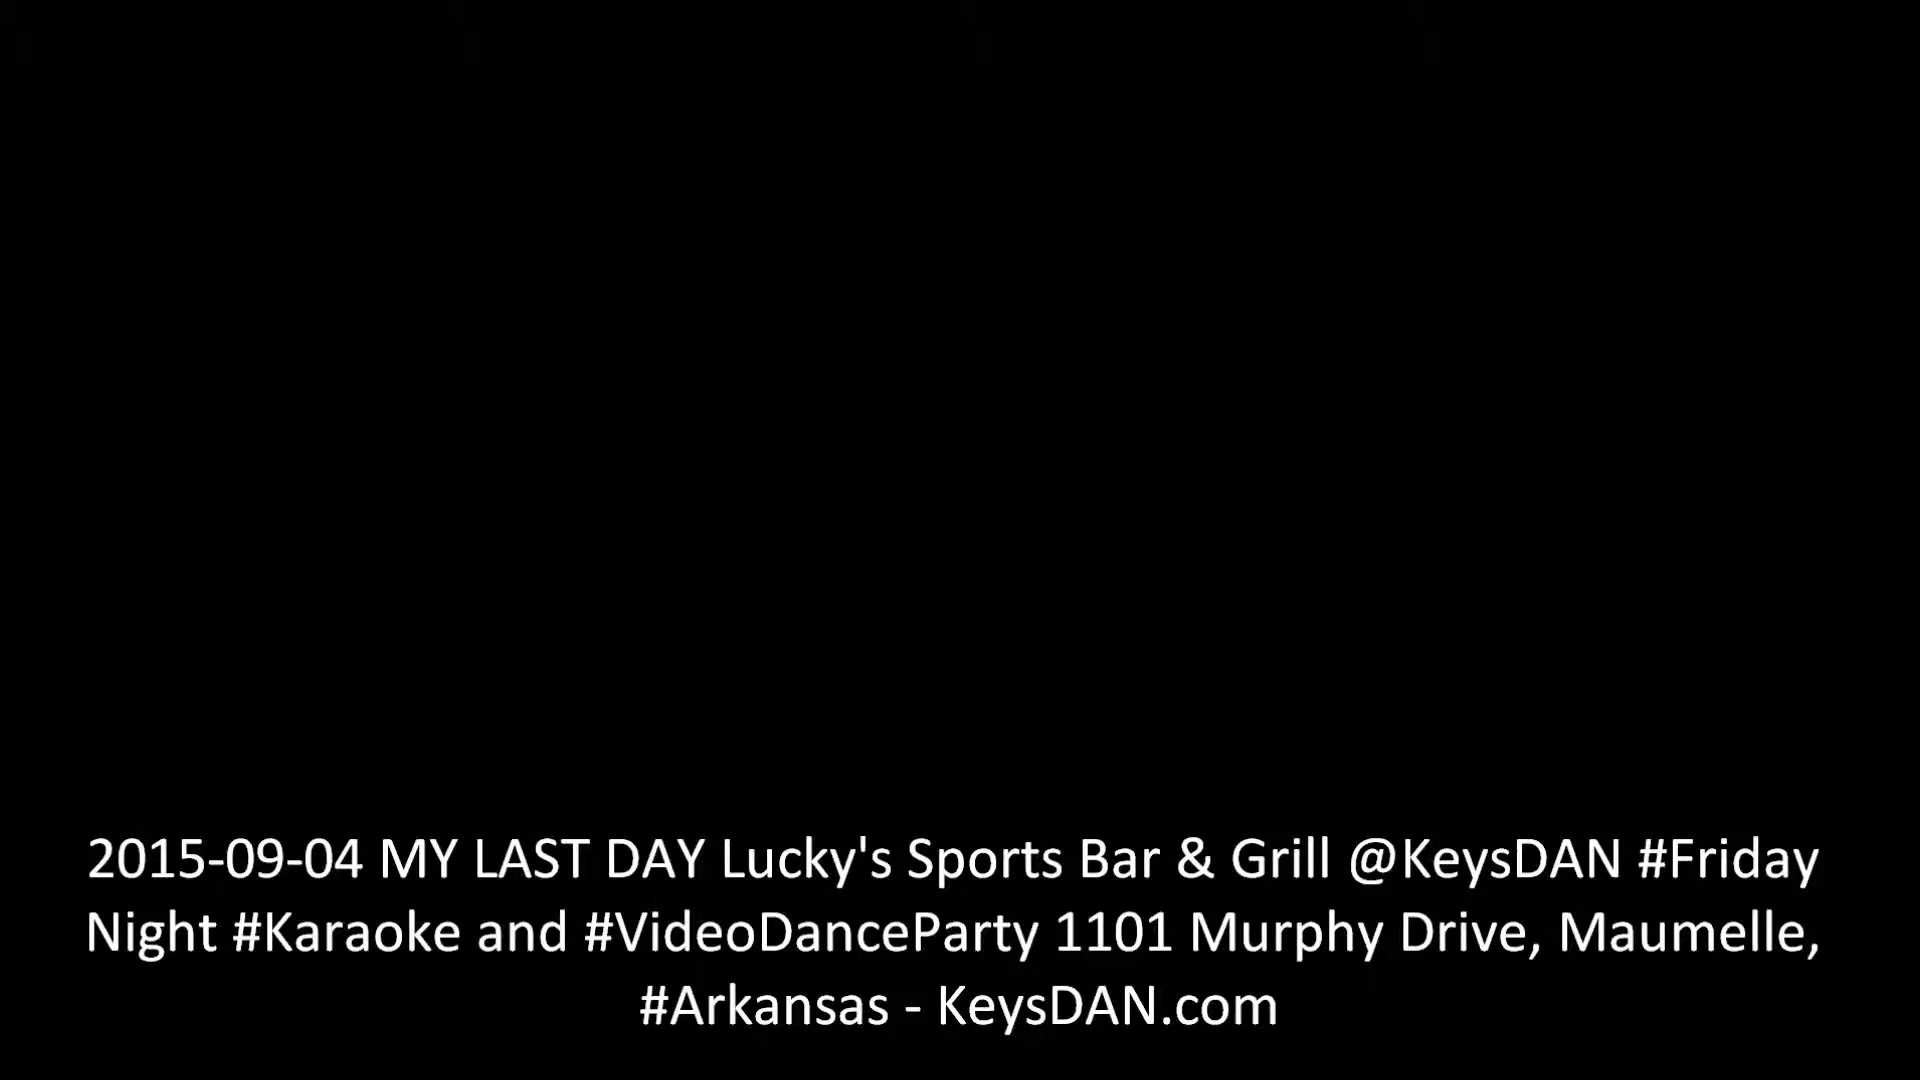 2015-09-04 MY LAST DAY Lucky's Sports Bar & Grill @KeysDAN #Friday
Night #Karaoke and #VideoDanceParty 1101 Murphy Drive, Maumelle,
#Arkansas - KeysDAN.com